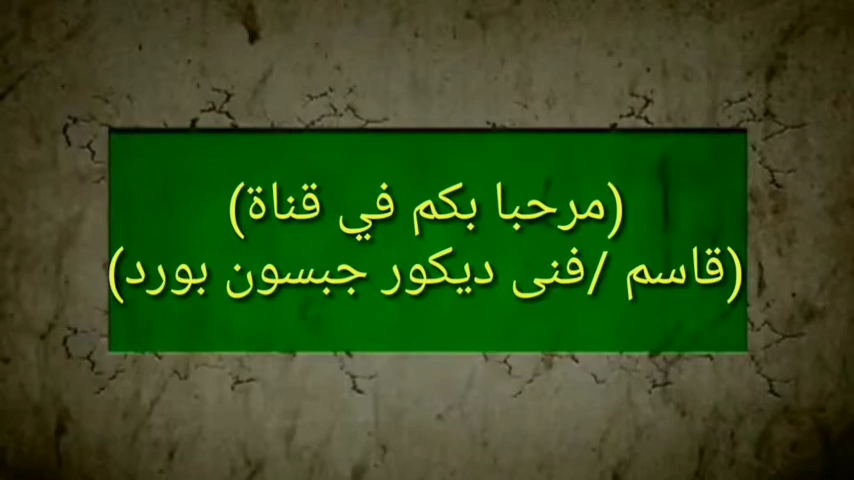 (مرحبا بكم في قناة)
(قاسم /فنى ديكور جبسون بورد)